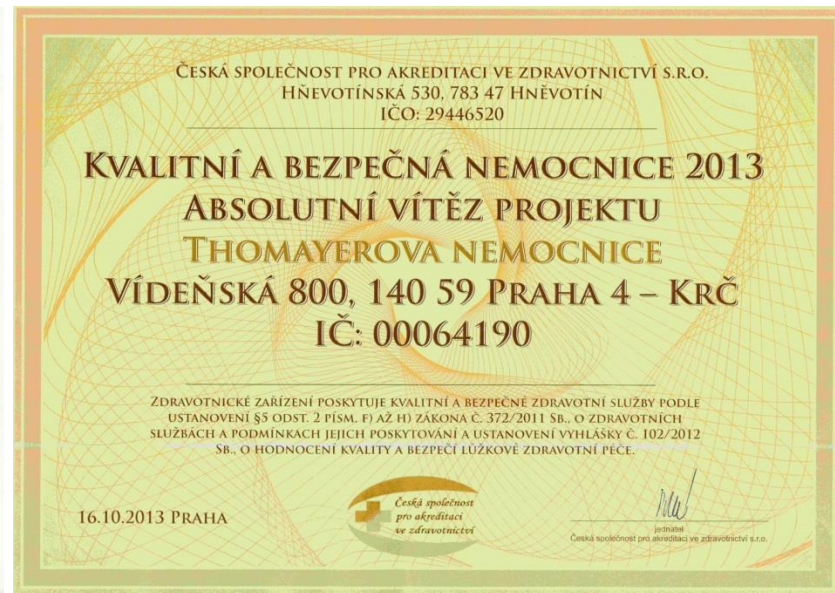 ČESKÁ SPOLEČNOST PRO AKREDITACI VE ZDRAVOTNICTVÍ S.R.O.
HŇEVOTÍNSKÁ 530, 783 47 HNĚVOTÍN
IČO: 29446520
KVALITNÍ A BEZPEČNÁ NEMOCNICE 2013
ABSOLUTNÍ VÍTĚZ PROJEKTU
THOMAYEROVA NEMOCNICE
VÍDEŇSKÁ 800, 140 59 PRAHA 4 – KRČ
IČ: 00064190
ZDRAVOTNICKÉ ZAŘÍZENÍ POSKYTUJE KVALITNÍ A BEZPEČNÉ ZDRAVOTNÍ SLUŽBY PODLE
USTANOVENÍ §5 ODST. 2 PÍSM. F) AŽ H) ZÁKONA Č. 372/2011 SB., O ZDRAVOTNÍCH
SLUŽBÁCH A PODMÍNKACH JEJICH POSKYTOVÁNÍ A USTANOVENÍ VYHLÁŠKY Č. 102/2012
SB., O HODNOCENÍ KVALITY A BEZPEČÍ LŮŽKOVÉ ZDRAVOTNÍ PÉČE.
16.10.2013 PRAHA
Česká společnost
pro akreditaci
ve zdravotnictví
jednatel
Česká společnost pro akreditaci ve zdravotnictví s.r.o.